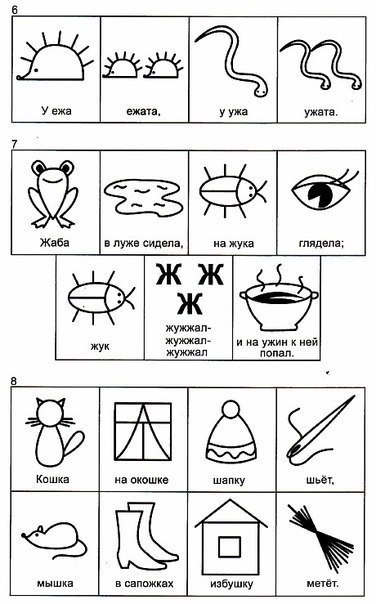 6
У ежа ежата, у ужа ужата.
7
Жаба в луже сидела, на жука глядела;
Ж Ж
Ж
жужжал-
жужжал-
и на ужин к ней
жук жужжал попал.
8
Кошка на окошке шапку шьёт,
мышка в сапожках избушку метёт.